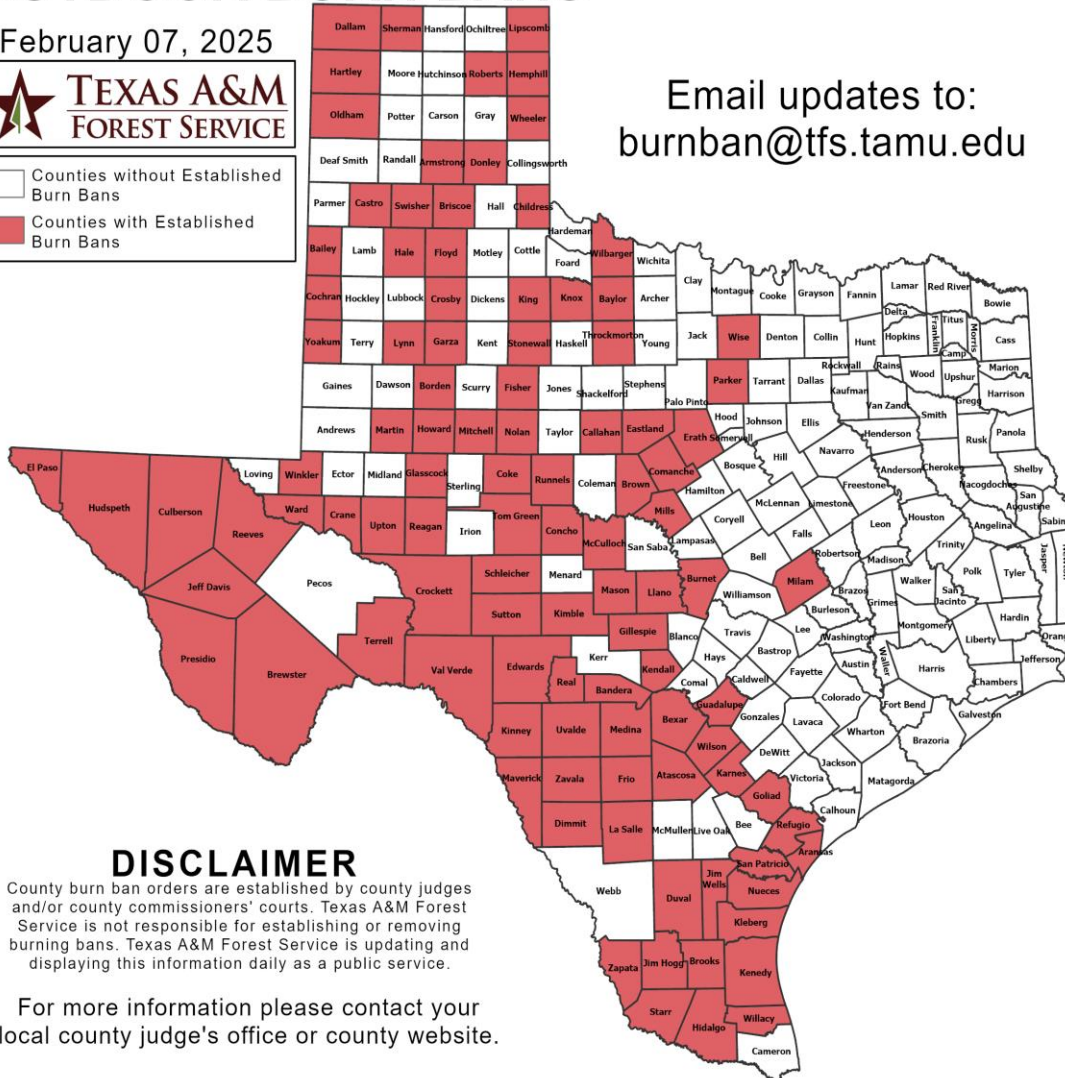 February 07, 2025
TEXAS A&M
FOREST SERVICE
Counties without Established
Burn Bans
Counties with Established
Burn Bans
Email updates to:
burnban@tfs.tamu.edu
Dallam Sherman Hansford Ochiltree Lipscomb
Hartley Moore Hutchinson Roberts Hemphill
Oldham Potter Carson Gray Wheeler
Deaf Smith Randall Armstrong Donley Collingsworth
Parmer Castro Swisher Briscoe Hall Childress
Hardeman
Bailey Lamb Hale Floyd Motley Cottle Foard Wilbarger Wichita
Clay Montague Cooke Grayson Fannin Lamar Red River Bowie
Cochran Hockley Lubbock Crosby Dickens King Knox Baylor Archer
Delta Franklin Titus Morris Cass
Yoakum Terry Lynn Garza Kent Stonewall Haskell Throckmorton Young Jack Wise Denton Collin Hunt Hopkins
Camp
Rockwall Rains Wood Upshur Marion
Gaines Dawson Borden Scurry Fisher Jones Shackelford Stephens Palo Pinto Parker Tarrant Dallas Kaufman Van Zandt Gregg Harrison
Andrews Martin Howard Mitchell Nolan Taylor Callahan Eastland Erath Somervell Hood Johnson Ellis Henderson Smith Rusk Panola
El Paso Hudspeth Culberson Reeves Loving Winkler Ector Midland Glasscock Sterling Coke Runnels Coleman Brown Comanche Bosque Hill Navarro Anderson Cherokee Nacogdoches Shelby
Ward Crane Upton Reagan Irion Tom Green Concho McCulloch San Saba Mills Hamilton Lampasas Coryell McLennan Limestone Freestone Leon Houston Angelina San Augustine Sabin
Jeff Davis Pecos Crockett Schleicher Menard Mason Llano Burnet Bell Falls Milam Robertson Madison Trinity Polk Tyler Jasper
Presidio Brewster Terrell Sutton Kimble Gillespie Blanco Williamson Travis Burleson Brazos Grimes Walker San Jacinto Hardin
Val Verde Edwards Kerr Real Bandera Kendall Comal Hays Caldwell Bastrop Lee Washington Montgomery Liberty Orang
Fayette Austin Waller Harris Chambers Jefferson
Kinney Uvalde Medina Bexar Guadalupe Gonzales Lavaca Colorado Fort Bend Galveston
Wilson DeWitt Wharton Brazoria
Maverick Zavala Frio Atascosa Karnes Victoria Jackson Matagorda
Goliad Calhoun
Dimmit La Salle McMullen Live Oak Bee Refugio
Aransas
San Patricio
Webb Duval Jim Wells Nueces
Kleberg
Zapata Jim Hogg Brooks Kenedy
Starr Hidalgo Willacy
Cameron
DISCLAIMER
County burn ban orders are established by county judges
and/or county commissioners' courts. Texas A&M Forest
Service is not responsible for establishing or removing
burning bans. Texas A&M Forest Service is updating and
displaying this information daily as a public service.
For more information please contact your
local county judge's office or county website.